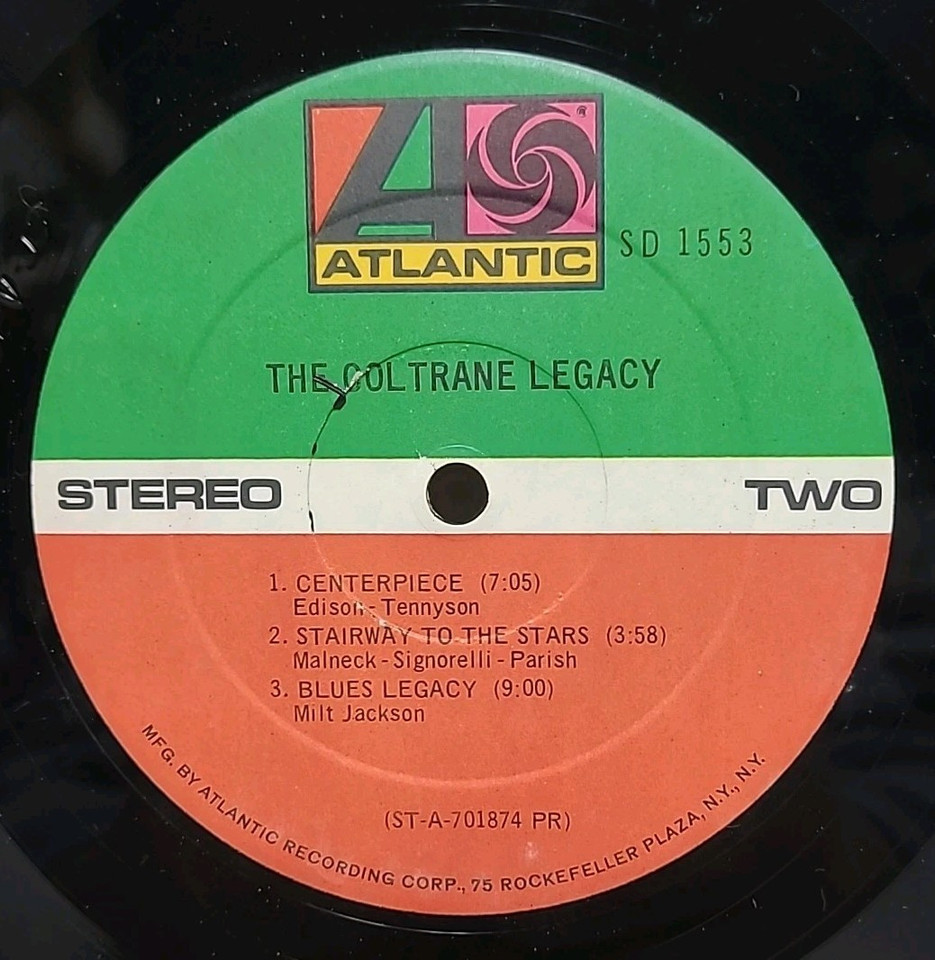 ATLANTIC
SD 1553
THE COLTRANE LEGACY
STEREO
TWO
1. CENTERPIECE (7:05)
Edison - Tennyson
2. STAIRWAY TO THE STARS (3:58)
Malneck - Signorelli - Parish
3. BLUES LEGACY (9:00)
Milt Jackson
(ST-A-701874 PR)
MFG. BY ATLANTIC RECORDING CORP., 75 ROCKEFELLER PLAZA, N.Y., N.Y.